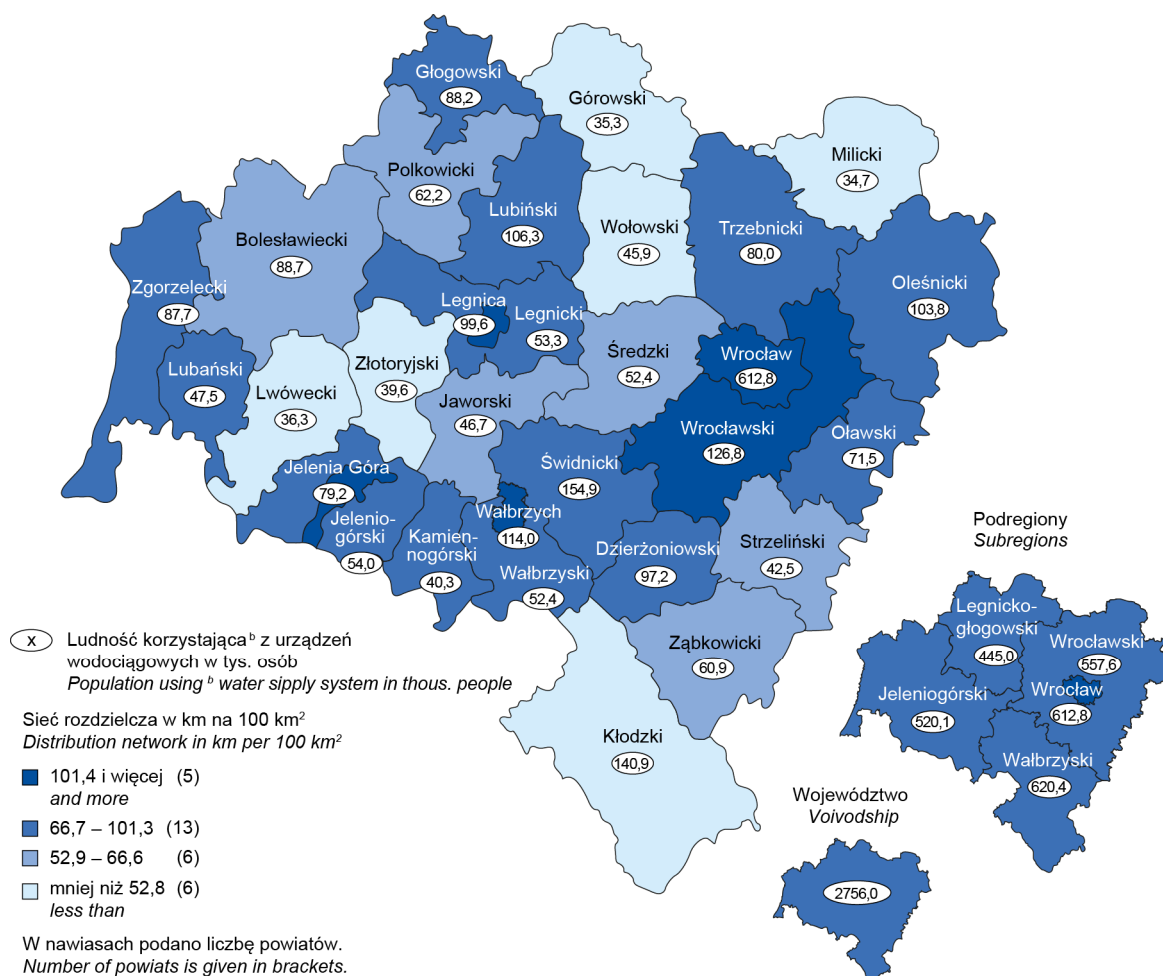 Głogowski
88,2
Górowski
35,3
Milicki
34,7
Polkowicki
62,2
Lubiński
106,3
Wołowski
45,9
Trzebnicki
80,0
Bolesławiecki
88,7
Oleśnicki
103,8
Zgorzelecki
87,7
Legnica
99,6
Legnicki
53,3
Średzki
52,4
Wrocław
612,8
Lubański
47,5
Lwówecki
36,3
Złotoryjski
39,6
Jaworski
46,7
Wrocławski
126,8
Oławski
71,5
Jelenia Góra
79,2
Świdnicki
154,9
Jelenio-
górski
54,0
Kamien-
nogórski
40,3
Wałbrzych
114,0
Wałbrzyski
52,4
Dzierżoniowski
97,2
Strzeliński
42,5
Ząbkowicki
60,9
Kłodzki
140,9
x Ludność korzystająca b z urządzeń
wodociągowych w tys. osób
Population using b water sipply system in thous. people
Sieć rozdzielcza w km na 100 km2
Distribution network in km per 100 km2
101,4 i więcej (5)
and more
66,7 – 101,3 (13)
52,9 – 66,6 (6)
mniej niż 52,8 (6)
less than
W nawiasach podano liczbę powiatów.
Number of powiats is given in brackets.
Podregiony
Subregions
Legnicko-
głogowski
445,0
Wrocławski
557,6
Jeleniogórski
520,1
Wrocław
612,8
Wałbrzyski
620,4
Województwo
Voivodship
2756,0